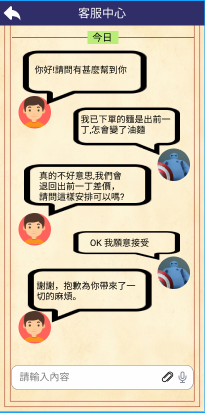 客服中心
今日
你好!請問有甚麼幫到你
我已下單的麵是出前一
丁,怎會變了油麵
真的不好意思,我們會
退回出前一丁差價，
請問這樣安排可以嗎?
OK 我願意接受
謝謝，抱歉為你帶來了一
切的麻煩。
請輸入內容